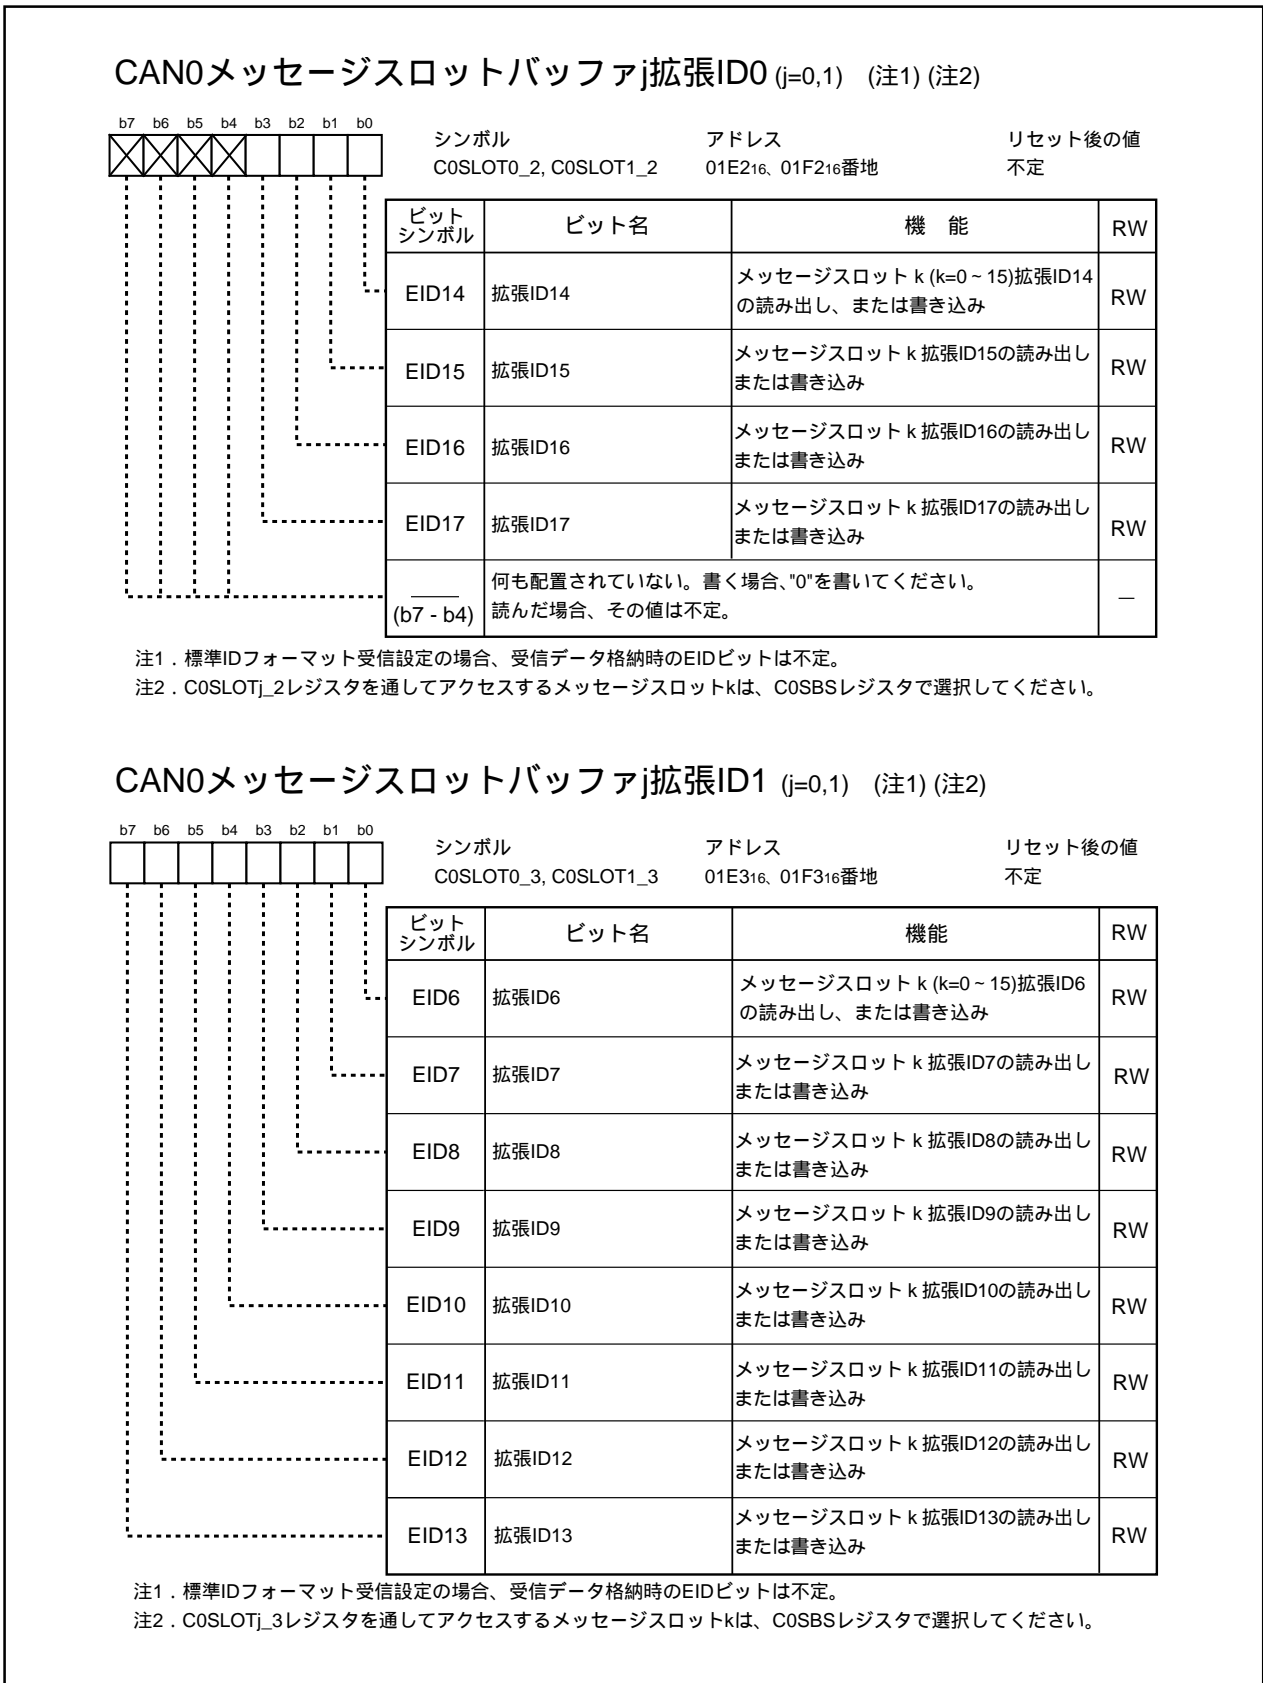 CAN0メッセージスロットバッファj拡張ID0 (j=0,1) (注1) (注2)
b7 b6 b5 b4 b3 b2 b1 b0
シンボル アドレス リセット後の値
C0SLOT0_2, C0SLOT1_2 01E216、01F216番地 不定
ビット
シンボル ビット名 機 能 RW
EID14 拡張ID14 メッセージスロット k (k=0~15)拡張ID14
の読み出し、または書き込み RW
EID15 拡張ID15 メッセージスロット k 拡張ID15の読み出し
または書き込み RW
EID16 拡張ID16 メッセージスロット k 拡張ID16の読み出し
または書き込み RW
EID17 拡張ID17 メッセージスロット k 拡張ID17の読み出し
または書き込み RW
何も配置されていない。書く場合、"0"を書いてください。
(b7 - b4) 読んだ場合、その値は不定。 —
注1．標準IDフォーマット受信設定の場合、受信データ格納時のEIDビットは不定。
注2．C0SLOTj_2レジスタを通してアクセスするメッセージスロットkは、C0SBSレジスタで選択してください。
CAN0メッセージスロットバッファj拡張ID1 (j=0,1) (注1) (注2)
b7 b6 b5 b4 b3 b2 b1 b0
シンボル アドレス リセット後の値
C0SLOT0_3, C0SLOT1_3 01E316、01F316番地 不定
ビット
シンボル ビット名 機能 RW
EID6 拡張ID6 メッセージスロット k (k=0~15)拡張ID6
の読み出し、または書き込み RW
EID7 拡張ID7 メッセージスロット k 拡張ID7の読み出し
または書き込み RW
EID8 拡張ID8 メッセージスロット k 拡張ID8の読み出し
または書き込み RW
EID9 拡張ID9 メッセージスロット k 拡張ID9の読み出し
または書き込み RW
EID10 拡張ID10 メッセージスロット k 拡張ID10の読み出し
または書き込み RW
EID11 拡張ID11 メッセージスロット k 拡張ID11の読み出し
または書き込み RW
EID12 拡張ID12 メッセージスロット k 拡張ID12の読み出し
または書き込み RW
EID13 拡張ID13 メッセージスロット k 拡張ID13の読み出し
または書き込み RW
注1．標準IDフォーマット受信設定の場合、受信データ格納時のEIDビットは不定。
注2．C0SLOTj_3レジスタを通してアクセスするメッセージスロットkは、C0SBSレジスタで選択してください。